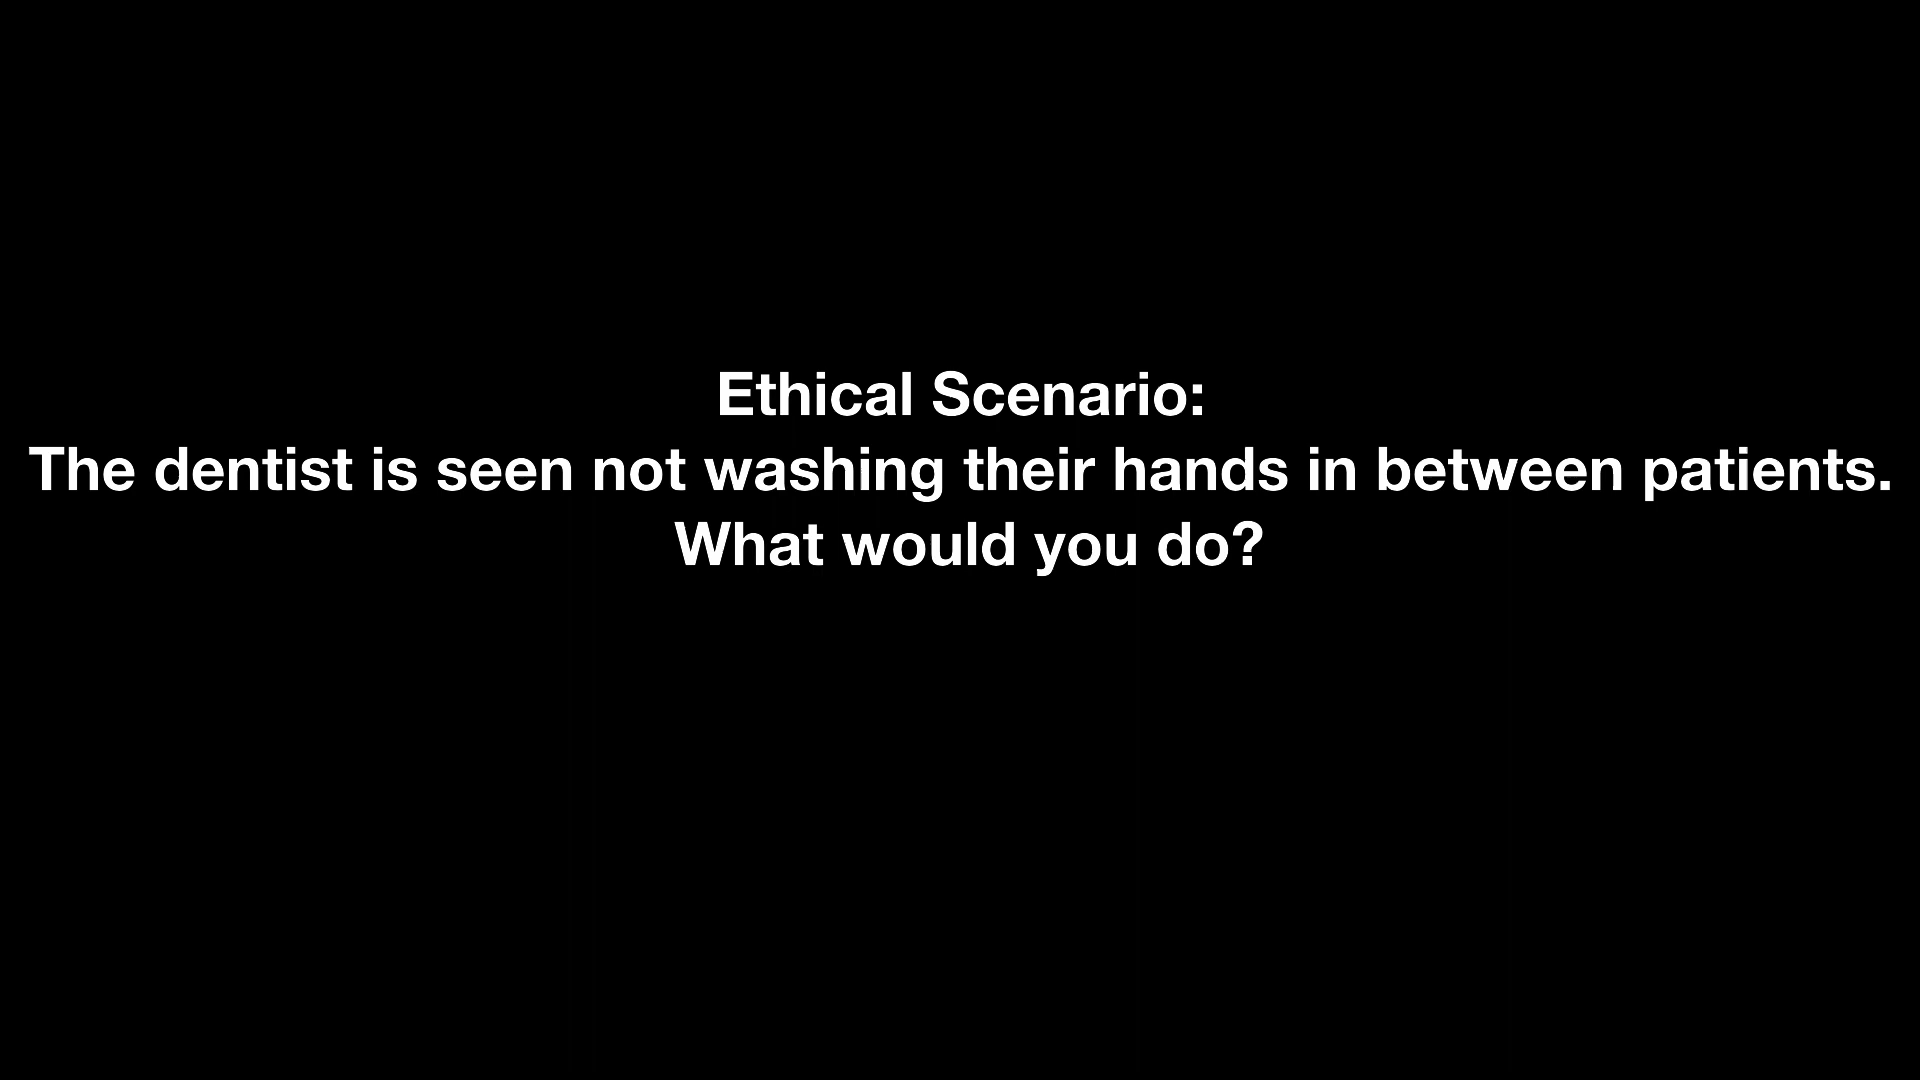 Ethical Scenario:
The dentist is seen not washing their hands in between patients.
What would you do?